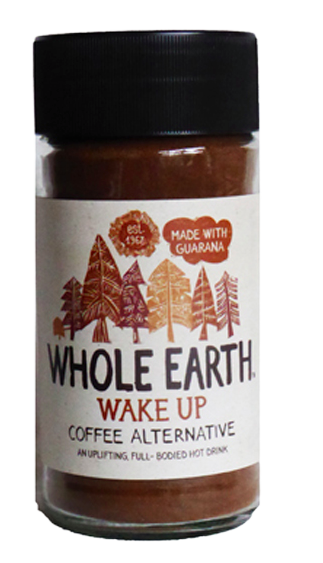 est.
1967
MADE WITH
GUARANA
WHOLE EARTH
WAKE UP
COFFEE ALTERNATIVE
AN UPLIFTING, FULL-BODIED HOT DRINK